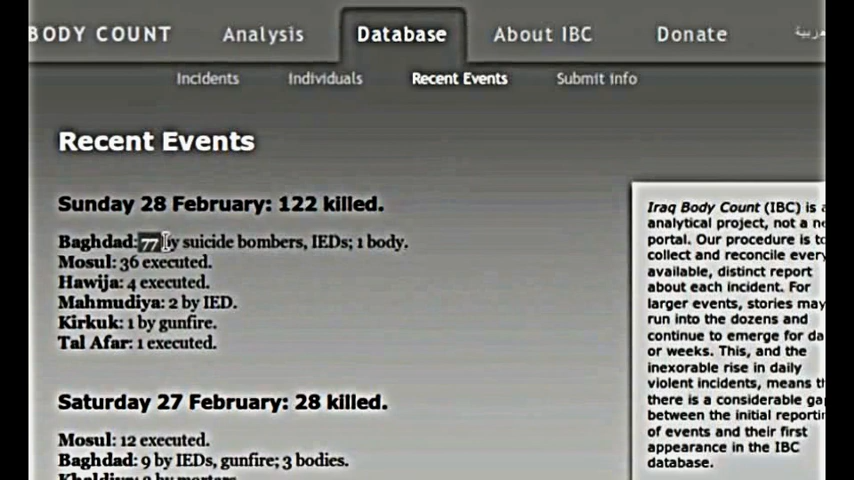 BODY COUNT Analysis Database About IBC Donate
Incidents Individuals Recent Events Submit info
Recent Events
Sunday 28 February: 122 killed.
Baghdad: 77 by suicide bombers, IEDs; 1 body.
Mosul: 36 executed.
Hawija: 4 executed.
Mahmudiya: 2 by IED.
Kirkuk: 1 by gunfire.
Tal Afar: 1 executed.
Saturday 27 February: 28 killed.
Mosul: 12 executed.
Baghdad: 9 by IEDs, gunfire; 3 bodies.
Iraq Body Count (IBC) is
analytical project, not a
portal. Our procedure is
collect and reconcile
available, distinct report
about each incident. For
larger events, stories may
run into the dozens and
continue to emerge for
or weeks. This, and the
inexorable rise in daily
violent incidents, means
there is a considerable
between the initial
of events and their first
appearance in the IBC
database.